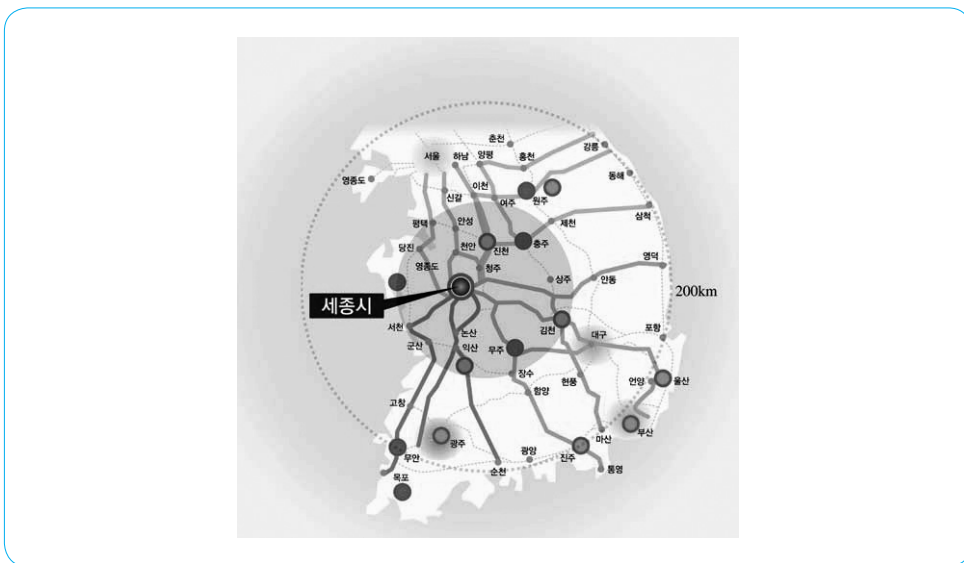 춘천
강릉
서울
하남
양평
홍천
동해
영종도
이천
신갈
여주
원주
삼척
평택
안성
제천
당진
천안
진천
충주
영덕
영종도
청주
상주
안동
세종시
200km
서천
논산
김천
대구
포항
군산
익산
무주
장수
현풍
언양
울산
고창
함양
부산
광주
마산
무안
순천
광양
진주
통영
목포